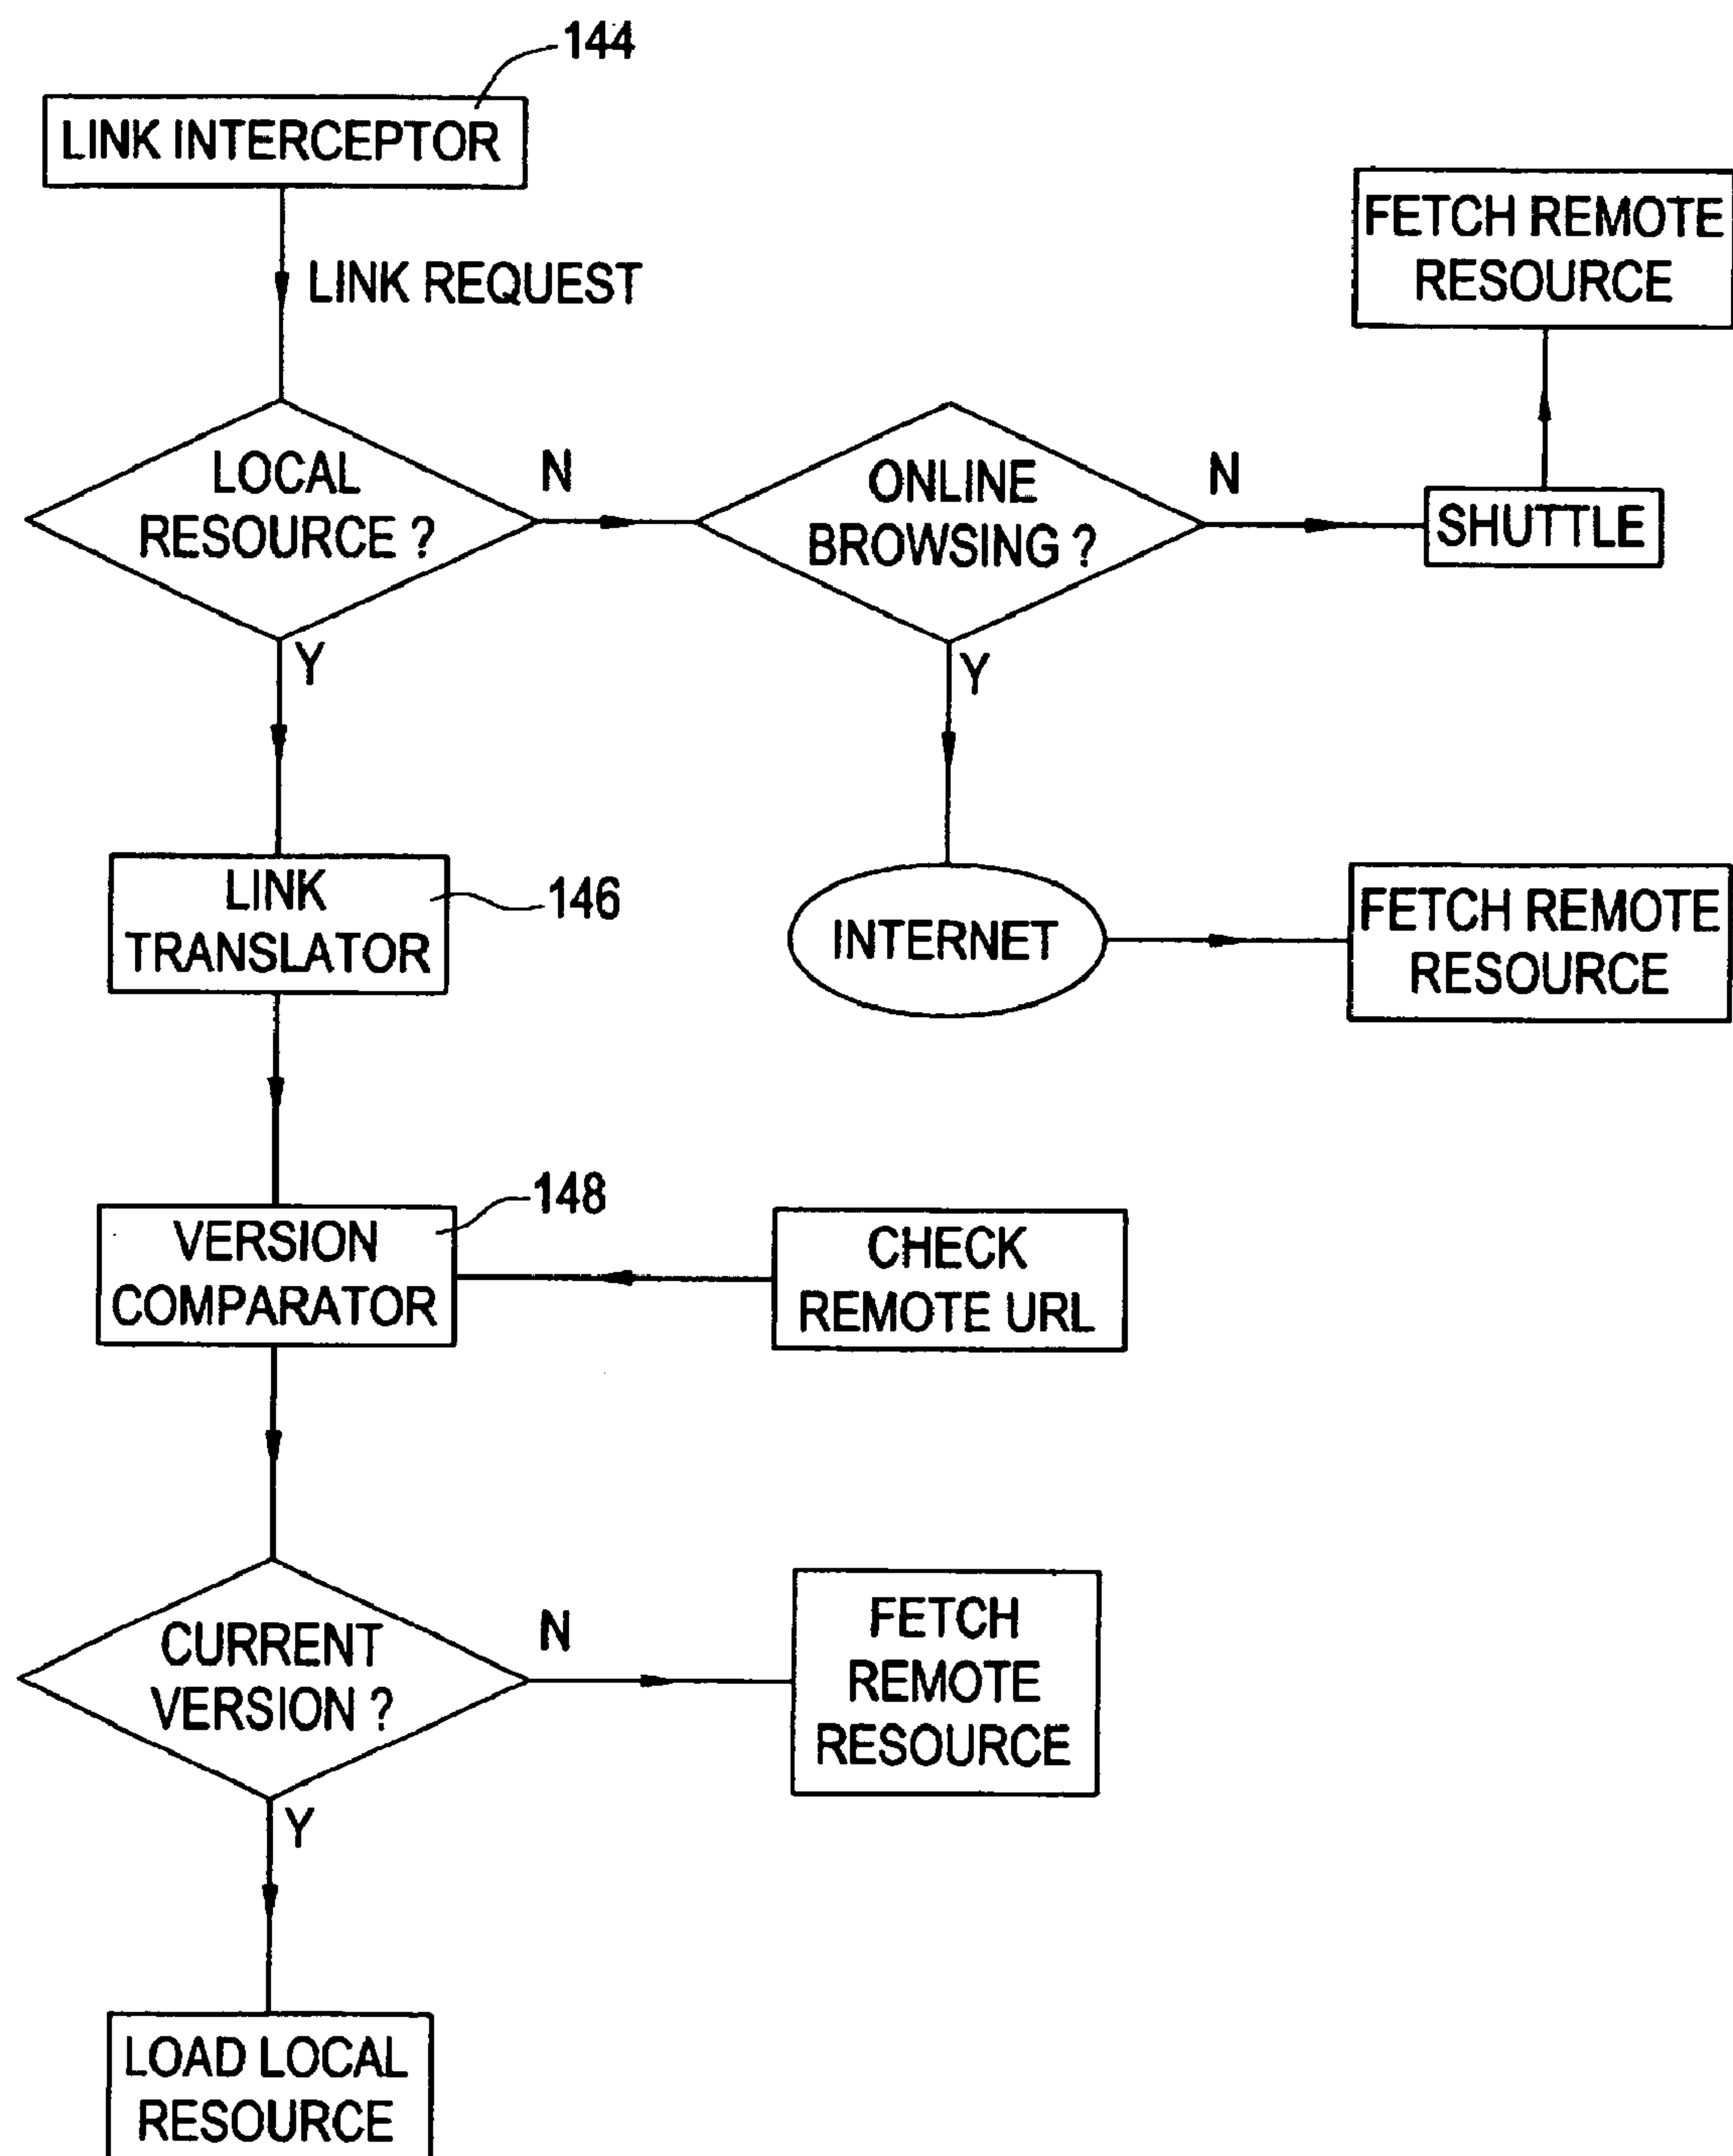 144
LINK INTERCEPTOR
LINK REQUEST
FETCH REMOTE
RESOURCE
LOCAL
RESOURCE ?
N
ONLINE
BROWSING ?
N
SHUTTLE
Y
Y
LINK
TRANSLATOR
146
INTERNET
FETCH REMOTE
RESOURCE
148
VERSION
COMPARATOR
CHECK
REMOTE URL
CURRENT
VERSION ?
N
FETCH
REMOTE
RESOURCE
Y
LOAD LOCAL
RESOURCE